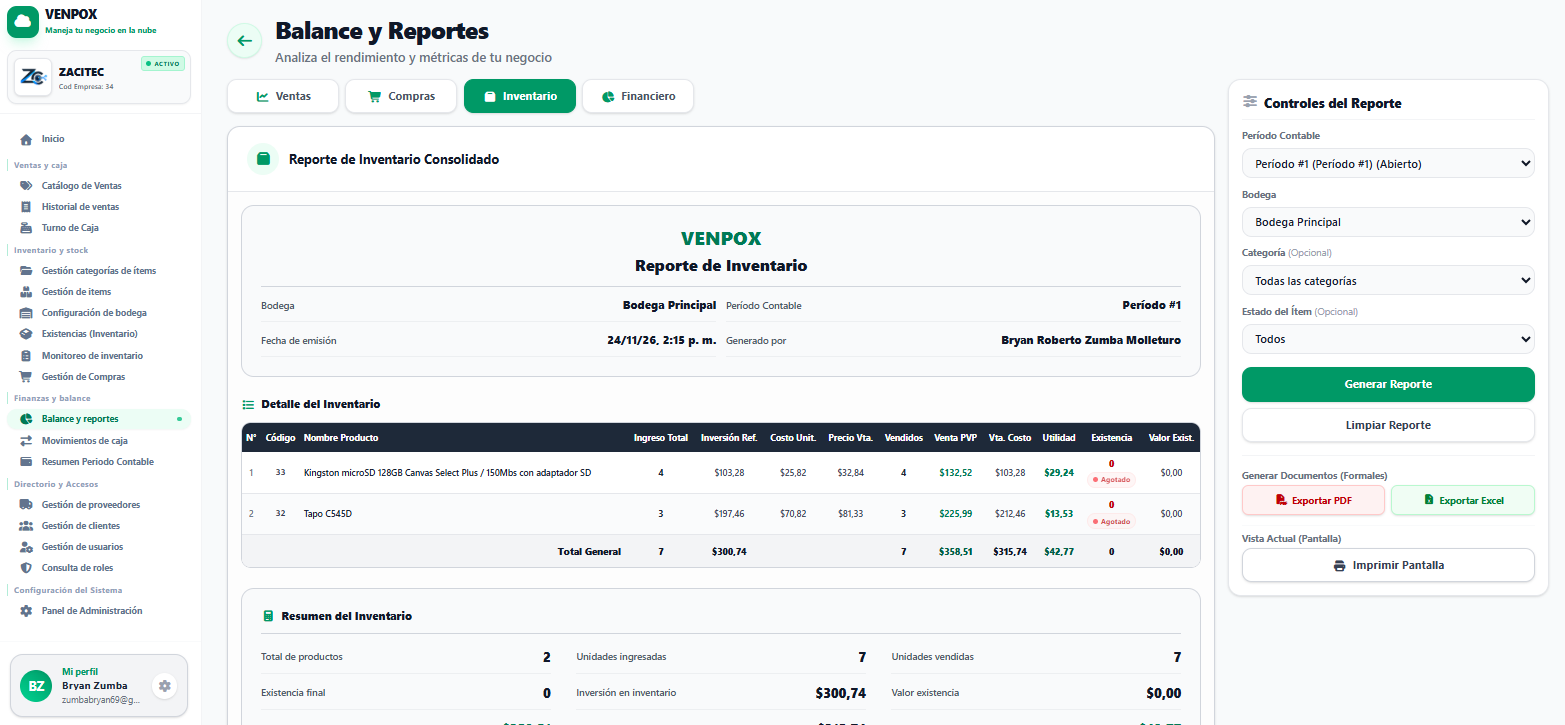 VENPOX
Maneja tu negocio en la nube
ZACITEC
Cod Empresa: 34
ACTIVO
Inicio
Ventas y caja
Catálogo de Ventas
Historial de ventas
Turno de Caja
Inventario y stock
Gestión categorías de ítems
Gestión de ítems
Configuración de bodega
Existencias (Inventario)
Monitoreo de inventario
Gestión de Compras
Finanzas y balance
Balance y reportes
Movimientos de caja
Resumen Periodo Contable
Directorio y Accesos
Gestión de proveedores
Gestión de clientes
Gestión de usuarios
Consulta de roles
Configuración del Sistema
Panel de Administración
BZ
Mi perfil
Bryan Zumba
zumbabryan69@g...
Balance y Reportes
Analiza el rendimiento y métricas de tu negocio
Ventas Compras Inventario Financiero
Reporte de Inventario Consolidado
VENPOX
Reporte de Inventario
Bodega Bodega Principal Período Contable Período #1
Fecha de emisión 24/11/26, 2:15 p. m. Generado por Bryan Roberto Zumba Molleturo
Detalle del Inventario
N° Código Nombre Producto Ingreso Total Inversión Ref. Costo Unit. Precio Vta. Vendidos Venta PVP Vta. Costo Utilidad Existencia Valor Exist.
1 33 Kingston microSD 128GB Canvas Select Plus / 150Mbs con adaptador SD 4 $103,28 $25,82 $32,84 4 $132,52 $103,28 $29,24 0 Agotado $0,00
2 32 Tapo C545D 3 $197,46 $70,82 $81,33 3 $225,99 $212,46 $13,53 0 Agotado $0,00
Total General 7 $300,74 7 $358,51 $315,74 $42,77 0 $0,00
Resumen del Inventario
Total de productos 2 Unidades ingresadas 7 Unidades vendidas 7
Existencia final 0 Inversión en inventario $300,74 Valor existencia $0,00
Controles del Reporte
Período Contable
Período #1 (Período #1) (Abierto)
Bodega
Bodega Principal
Categoría (Opcional)
Todas las categorías
Estado del Ítem (Opcional)
Todos
Generar Reporte
Limpiar Reporte
Generar Documentos (Formales)
Exportar PDF Exportar Excel
Vista Actual (Pantalla)
Imprimir Pantalla